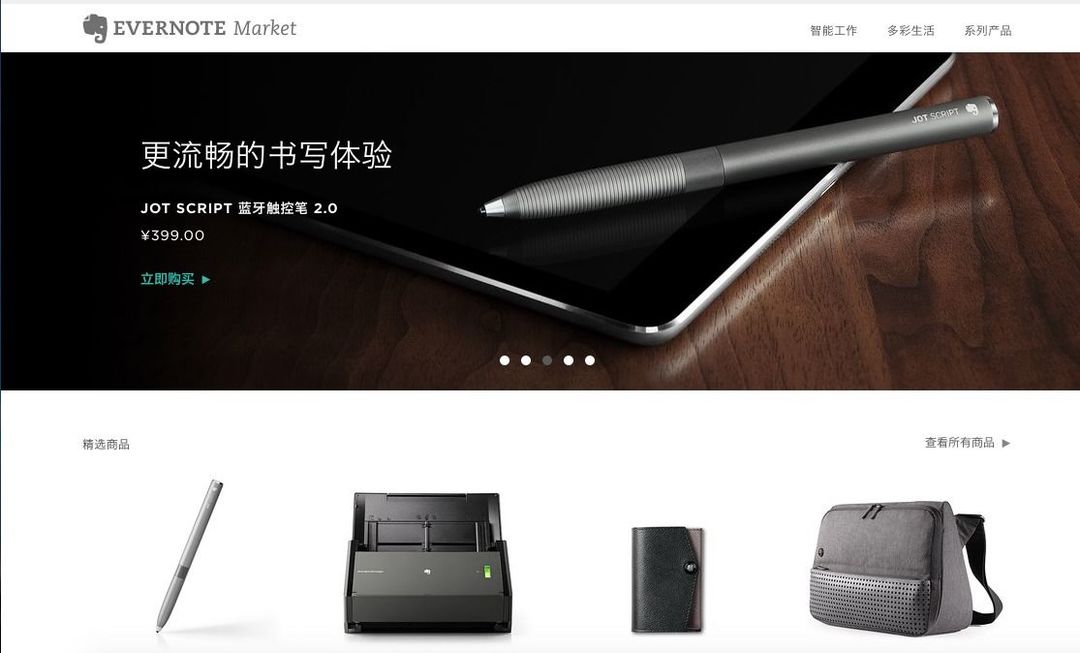 EVERNOTE Market
智能工作
多彩生活
系列产品
JOT SCRIPT
更流畅的书写体验
JOT SCRIPT 蓝牙触控笔 2.0
¥399.00
立即购买
精选商品
查看所有商品